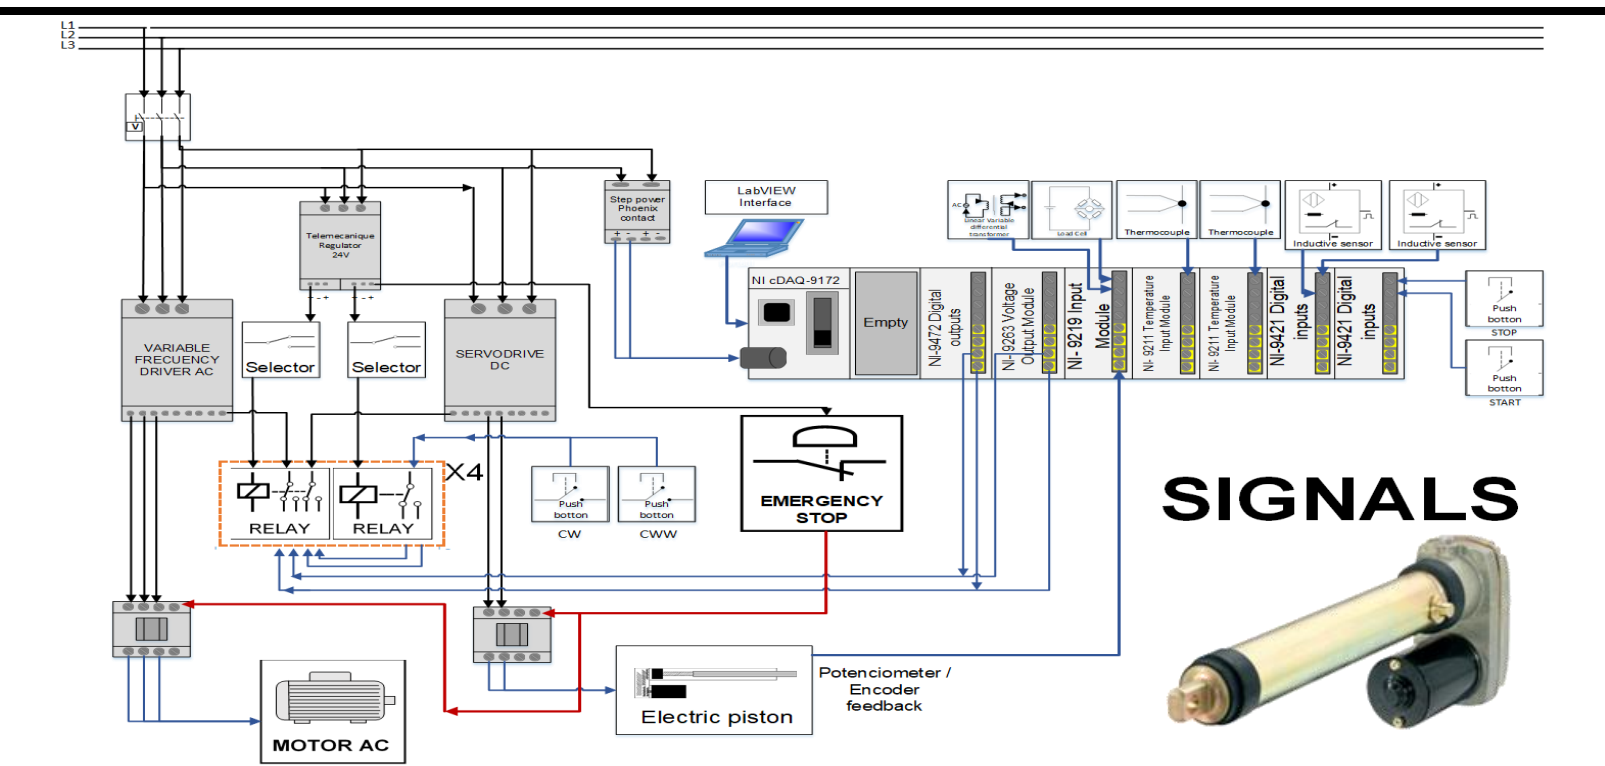 L1
L2
L3
V
Telemecanique
Regulator
24V
- +
- +
Step power
Phoenix
contact
+ - + -
LabVIEW
Interface
AC
Linear Variable
differential
transformer
Load Cell
Thermocouple
Thermocouple
Inductive sensor
Inductive sensor
NI cDAQ-9172
Empty
NI-9472 Digital
outputs
NI-9263 Voltage
Output Module
NI- 9219 Input
Module
NI- 9211 Temperature
Input Module
NI- 9211 Temperature
Input Module
NI-9421 Digital
inputs
NI-9421 Digital
inputs
Push
botton
STOP
Push
botton
START
VARIABLE
FRECUENCY
DRIVER AC
Selector
Selector
SERVODRIVE
DC
RELAY
RELAY
X4
Push
botton
CW
Push
botton
CWW
EMERGENCY
STOP
SIGNALS
MOTOR AC
Electric piston
Potenciometer /
Encoder
feedback